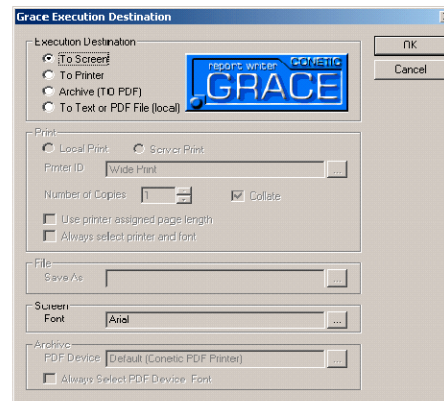 Grace Execution Destination
Execution Destination
To Screen
To Printer
Archive (TO PDF)
To Text or PDF File (local)
report writer CONETIC
GRACE
OK
Cancel
Print
Local Print Server Print
Printer ID Wide Print ...
Number of Copies 1 Collate
Use printer assigned page length
Always select printer and font
File
Save As ...
Screen
Font Arial ...
Archive
PDF Device Default (Conetic PDF Printer) ...
Always Select PDF Device Font